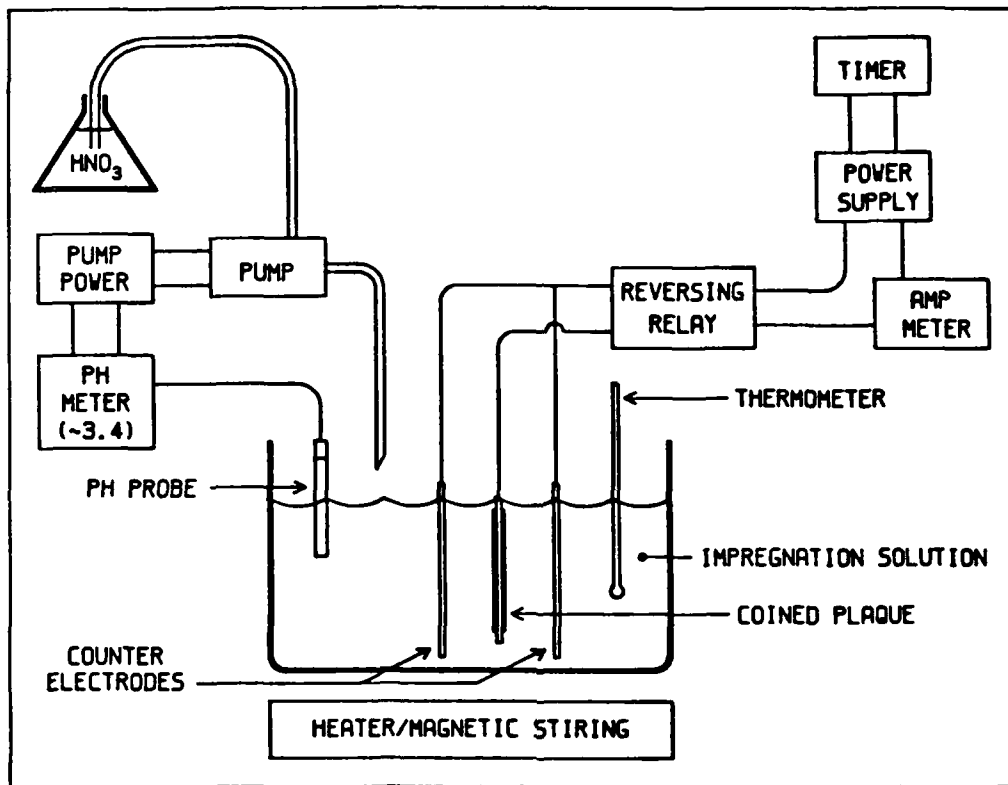 TIMER
HNO3
POWER
SUPPLY
PUMP
POWER
PUMP
REVERSING
RELAY
AMP
METER
PH
METER
(~3.4)
THERMOMETER
PH PROBE
IMPREGNATION SOLUTION
COINED PLAQUE
COUNTER
ELECTRODES
HEATER/MAGNETIC STIRING